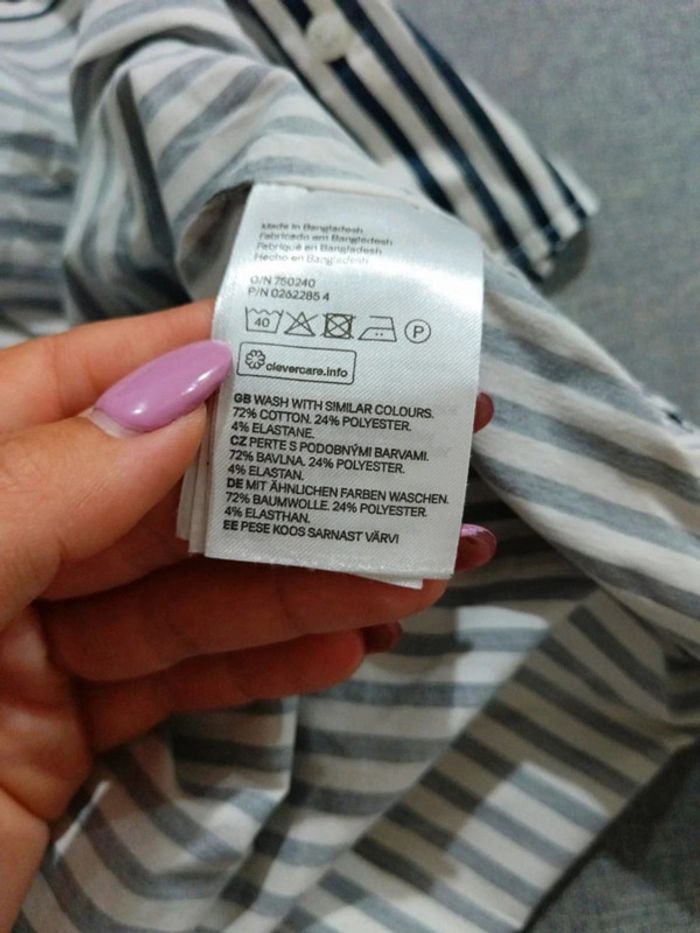 Made in Bangladesh
Fabricado em Bangladesh
Fabriqué en Bangladesh
Hecho en Bangladesh
O/N 750240
P/N 0262285 4
40 P
clevercare.info
GB WASH WITH SIMILAR COLOURS.
72% COTTON. 24% POLYESTER.
4% ELASTANE.
CZ PERTE S PODOBNÝMI BARVAMI.
72% BAVLNA. 24% POLYESTER.
4% ELASTAN.
DE MIT ÄHNLICHEN FARBEN WASCHEN.
72% BAUMWOLLE. 24% POLYESTER.
4% ELASTHAN.
EE PESE KOOS SARNAST VÄRVI